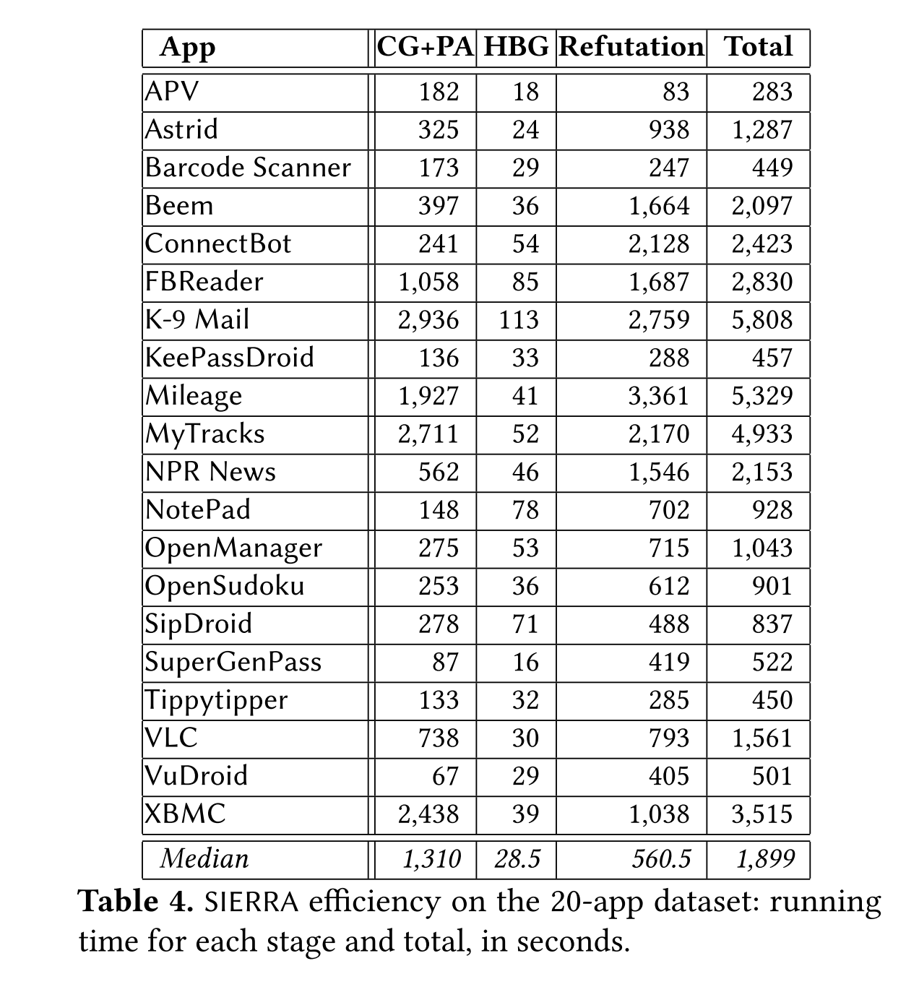 App CG+PA HBG Refutation Total
APV 182 18 83 283
Astrid 325 24 938 1,287
Barcode Scanner 173 29 247 449
Beem 397 36 1,664 2,097
ConnectBot 241 54 2,128 2,423
FBReader 1,058 85 1,687 2,830
K-9 Mail 2,936 113 2,759 5,808
KeePassDroid 136 33 288 457
Mileage 1,927 41 3,361 5,329
MyTracks 2,711 52 2,170 4,933
NPR News 562 46 1,546 2,153
NotePad 148 78 702 928
OpenManager 275 53 715 1,043
OpenSudoku 253 36 612 901
SipDroid 278 71 488 837
SuperGenPass 87 16 419 522
Tippytipper 133 32 285 450
VLC 738 30 793 1,561
VuDroid 67 29 405 501
XBMC 2,438 39 1,038 3,515
Median 1,310 28.5 560.5 1,899
Table 4. SIERRA efficiency on the 20-app dataset: running
time for each stage and total, in seconds.